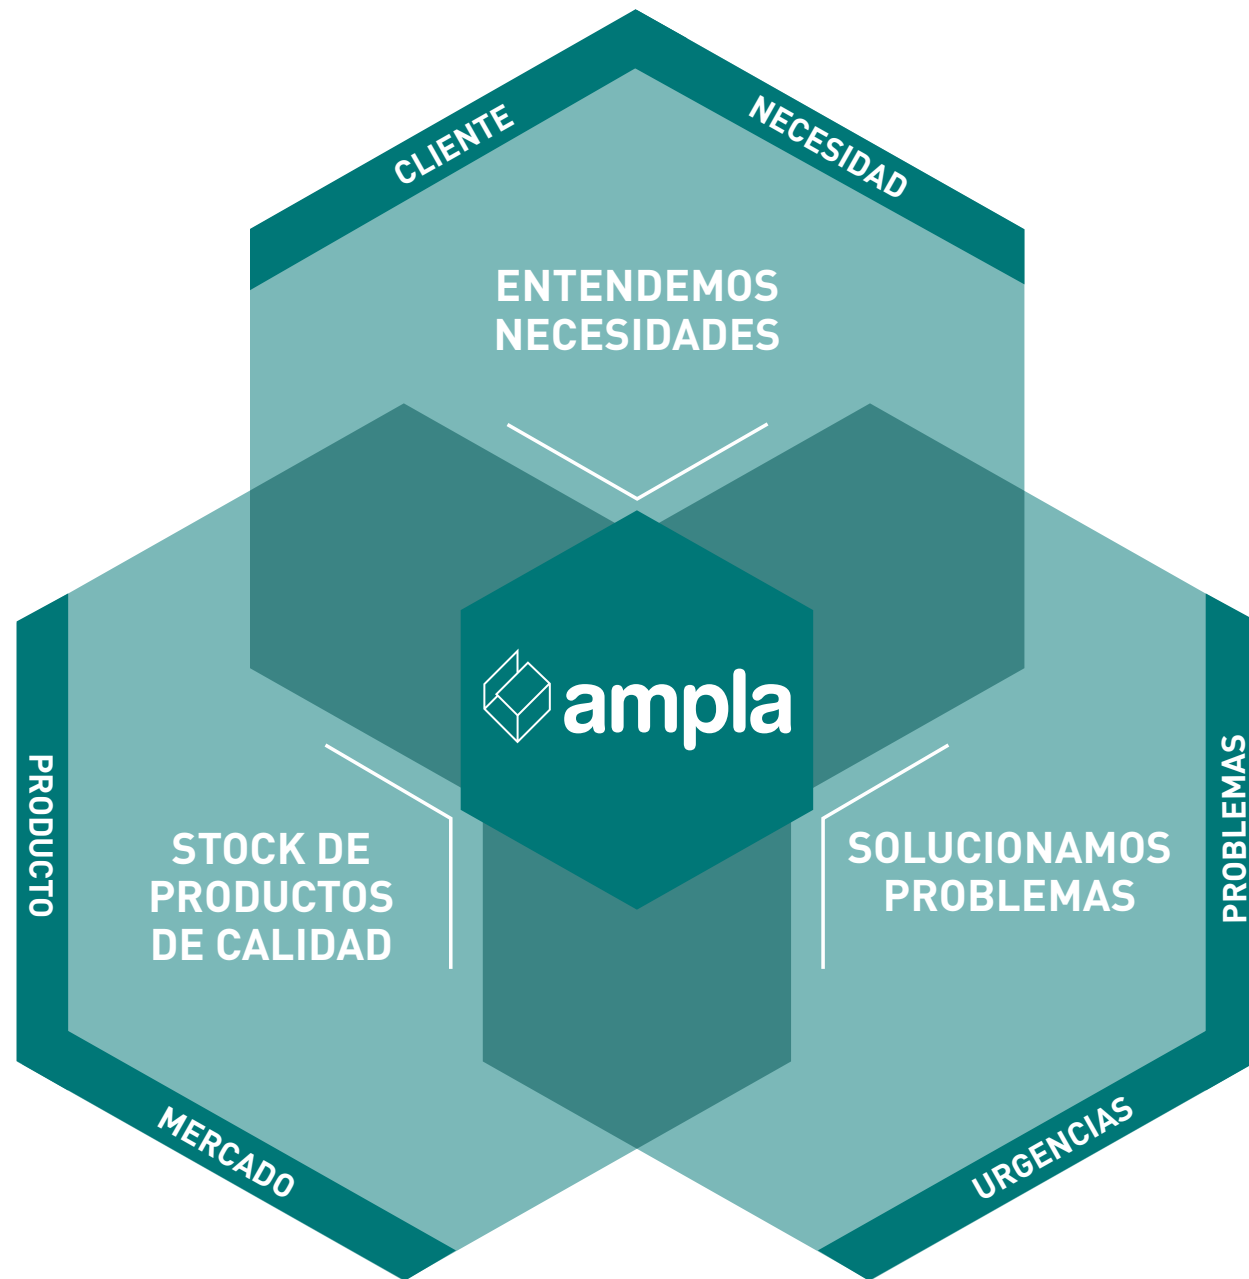 CLIENTE
NECESIDAD
ENTENDEMOS
NECESIDADES
ampla
PRODUCTO
STOCK DE
PRODUCTOS
DE CALIDAD
SOLUCIONAMOS
PROBLEMAS
PROBLEMAS
MERCADO
URGENCIAS